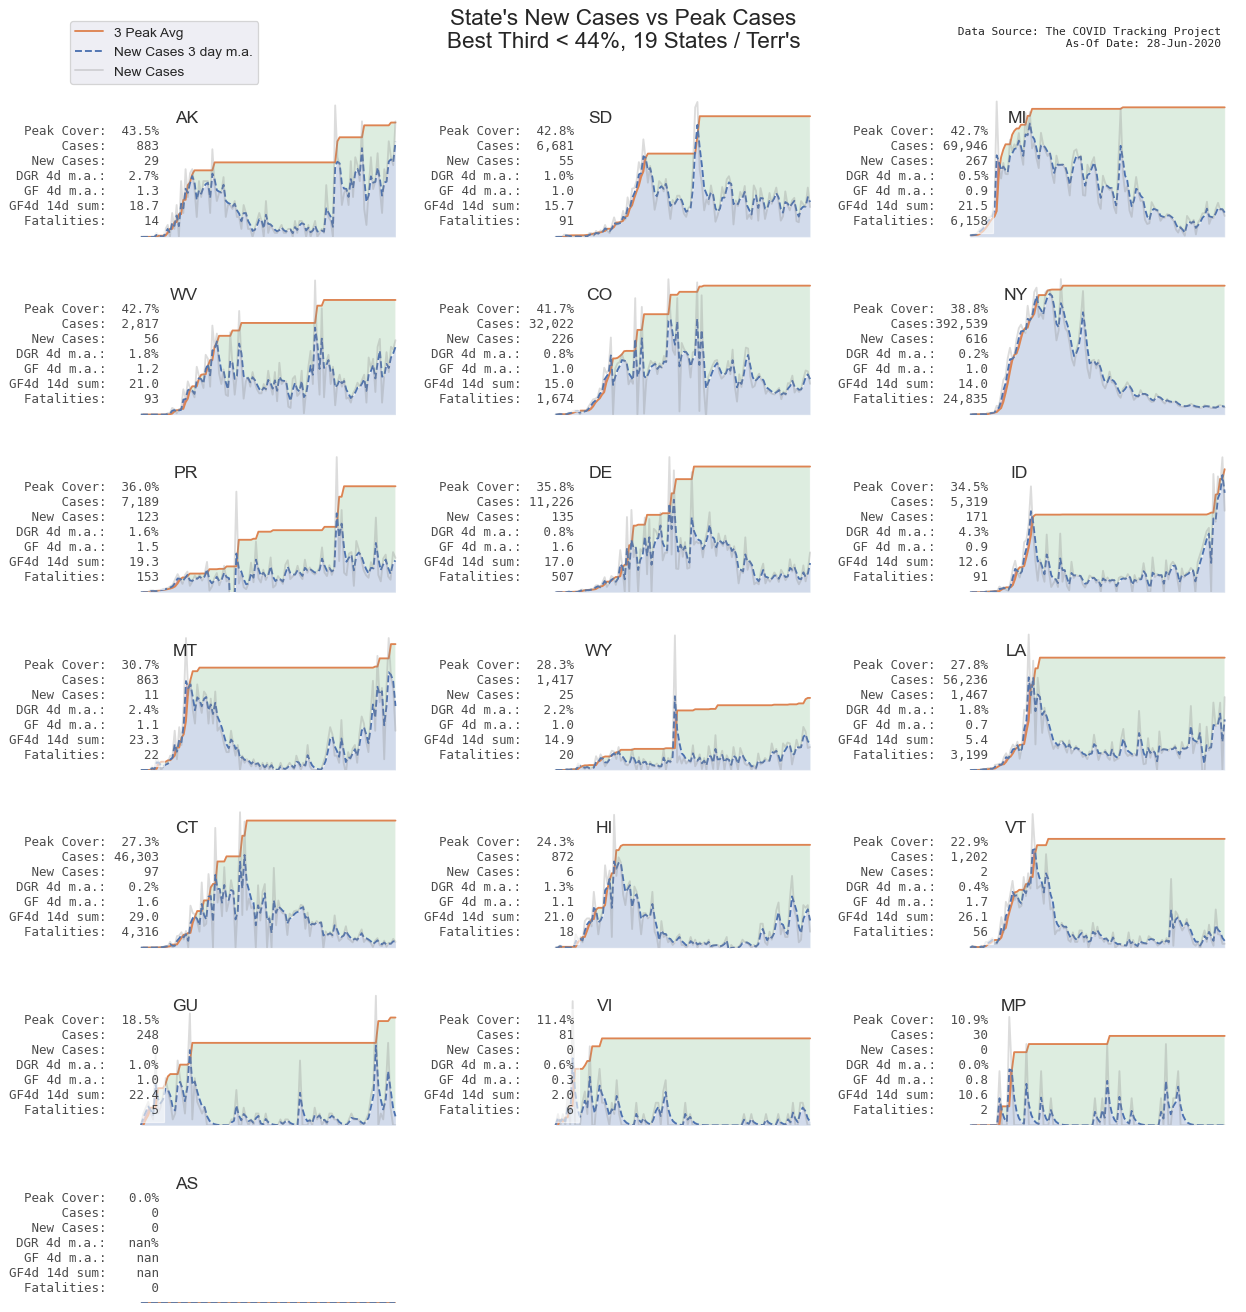 State's New Cases vs Peak Cases
Best Third < 44%, 19 States / Terr's
3 Peak Avg
New Cases 3 day m.a.
New Cases
Data Source: The COVID Tracking Project
As-Of Date: 28-Jun-2020
AK
Peak Cover: 43.5%
Cases: 883
New Cases: 29
DGR 4d m.a.: 2.7%
GF 4d m.a.: 1.3
GF4d 14d sum: 18.7
Fatalities: 14
SD
Peak Cover: 42.8%
Cases: 6,681
New Cases: 55
DGR 4d m.a.: 1.0%
GF 4d m.a.: 1.0
GF4d 14d sum: 15.7
Fatalities: 91
MI
Peak Cover: 42.7%
Cases: 69,946
New Cases: 267
DGR 4d m.a.: 0.5%
GF 4d m.a.: 0.9
GF4d 14d sum: 21.5
Fatalities: 6,158
WV
Peak Cover: 42.7%
Cases: 2,817
New Cases: 56
DGR 4d m.a.: 1.8%
GF 4d m.a.: 1.2
GF4d 14d sum: 21.0
Fatalities: 93
CO
Peak Cover: 41.7%
Cases: 32,022
New Cases: 226
DGR 4d m.a.: 0.8%
GF 4d m.a.: 1.0
GF4d 14d sum: 15.0
Fatalities: 1,674
NY
Peak Cover: 38.8%
Cases:392,539
New Cases: 616
DGR 4d m.a.: 0.2%
GF 4d m.a.: 1.0
GF4d 14d sum: 14.0
Fatalities: 24,835
PR
Peak Cover: 36.0%
Cases: 7,189
New Cases: 123
DGR 4d m.a.: 1.6%
GF 4d m.a.: 1.5
GF4d 14d sum: 19.3
Fatalities: 153
DE
Peak Cover: 35.8%
Cases: 11,226
New Cases: 135
DGR 4d m.a.: 0.8%
GF 4d m.a.: 1.6
GF4d 14d sum: 17.0
Fatalities: 507
ID
Peak Cover: 34.5%
Cases: 5,319
New Cases: 171
DGR 4d m.a.: 4.3%
GF 4d m.a.: 0.9
GF4d 14d sum: 12.6
Fatalities: 91
MT
Peak Cover: 30.7%
Cases: 863
New Cases: 11
DGR 4d m.a.: 2.4%
GF 4d m.a.: 1.1
GF4d 14d sum: 23.3
Fatalities: 22
WY
Peak Cover: 28.3%
Cases: 1,417
New Cases: 25
DGR 4d m.a.: 2.2%
GF 4d m.a.: 1.0
GF4d 14d sum: 14.9
Fatalities: 20
LA
Peak Cover: 27.8%
Cases: 56,236
New Cases: 1,467
DGR 4d m.a.: 1.8%
GF 4d m.a.: 0.7
GF4d 14d sum: 5.4
Fatalities: 3,199
CT
Peak Cover: 27.3%
Cases: 46,303
New Cases: 97
DGR 4d m.a.: 0.2%
GF 4d m.a.: 1.6
GF4d 14d sum: 29.0
Fatalities: 4,316
HI
Peak Cover: 24.3%
Cases: 872
New Cases: 6
DGR 4d m.a.: 1.3%
GF 4d m.a.: 1.1
GF4d 14d sum: 21.0
Fatalities: 18
VT
Peak Cover: 22.9%
Cases: 1,202
New Cases: 2
DGR 4d m.a.: 0.4%
GF 4d m.a.: 1.7
GF4d 14d sum: 26.1
Fatalities: 56
GU
Peak Cover: 18.5%
Cases: 248
New Cases: 0
DGR 4d m.a.: 1.0%
GF 4d m.a.: 1.0
GF4d 14d sum: 22.4
Fatalities: 5
VI
Peak Cover: 11.4%
Cases: 81
New Cases: 0
DGR 4d m.a.: 0.6%
GF 4d m.a.: 0.3
GF4d 14d sum: 2.0
Fatalities: 6
MP
Peak Cover: 10.9%
Cases: 30
New Cases: 0
DGR 4d m.a.: 0.0%
GF 4d m.a.: 0.8
GF4d 14d sum: 10.6
Fatalities: 2
AS
Peak Cover: 0.0%
Cases: 0
New Cases: 0
DGR 4d m.a.: nan%
GF 4d m.a.: nan
GF4d 14d sum: nan
Fatalities: 0